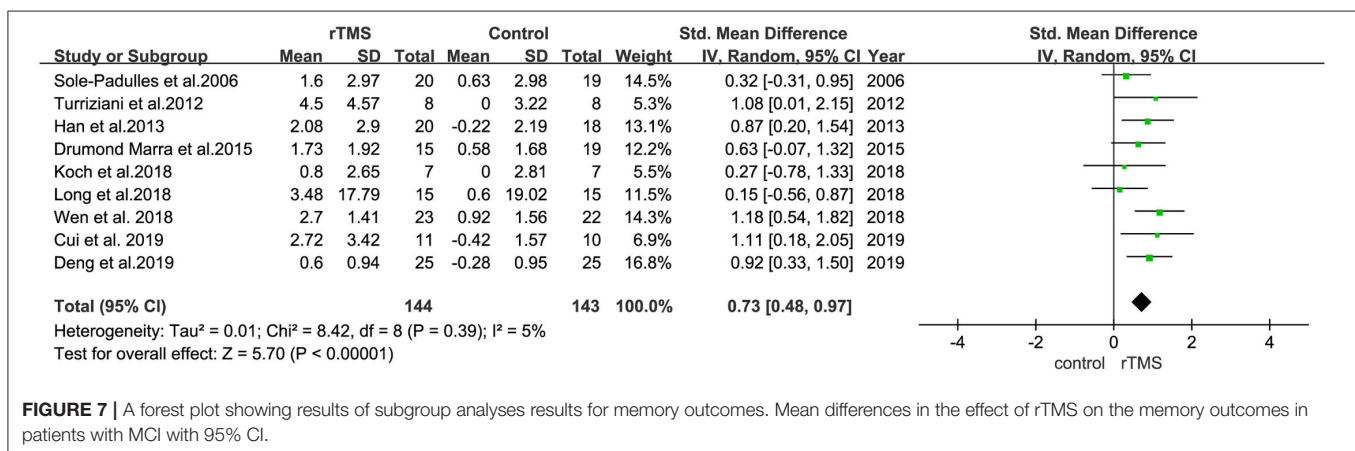 rTMS Control Std. Mean Difference Std. Mean Difference
Study or Subgroup Mean SD Total Mean SD Total Weight IV, Random, 95% CI Year IV, Random, 95% CI
Sole-Padulles et al.2006 1.6 2.97 20 0.63 2.98 19 14.5% 0.32 [-0.31, 0.95] 2006
Turriziani et al.2012 4.5 4.57 8 0 3.22 8 5.3% 1.08 [0.01, 2.15] 2012
Han et al.2013 2.08 2.9 20 -0.22 2.19 18 13.1% 0.87 [0.20, 1.54] 2013
Drumond Marra et al.2015 1.73 1.92 15 0.58 1.68 19 12.2% 0.63 [-0.07, 1.32] 2015
Koch et al.2018 0.8 2.65 7 0 2.81 7 5.5% 0.27 [-0.78, 1.33] 2018
Long et al.2018 3.48 17.79 15 0.6 19.02 15 11.5% 0.15 [-0.56, 0.87] 2018
Wen et al. 2018 2.7 1.41 23 0.92 1.56 22 14.3% 1.18 [0.54, 1.82] 2018
Cui et al. 2019 2.72 3.42 11 -0.42 1.57 10 6.9% 1.11 [0.18, 2.05] 2019
Deng et al.2019 0.6 0.94 25 -0.28 0.95 25 16.8% 0.92 [0.33, 1.50] 2019
Total (95% CI) 144 143 100.0% 0.73 [0.48, 0.97]
Heterogeneity: Tau² = 0.01; Chi² = 8.42, df = 8 (P = 0.39); I² = 5%
Test for overall effect: Z = 5.70 (P < 0.00001)
-4 -2 0 2 4
control rTMS
FIGURE 7 | A forest plot showing results of subgroup analyses results for memory outcomes. Mean differences in the effect of rTMS on the memory outcomes in
patients with MCI with 95% CI.